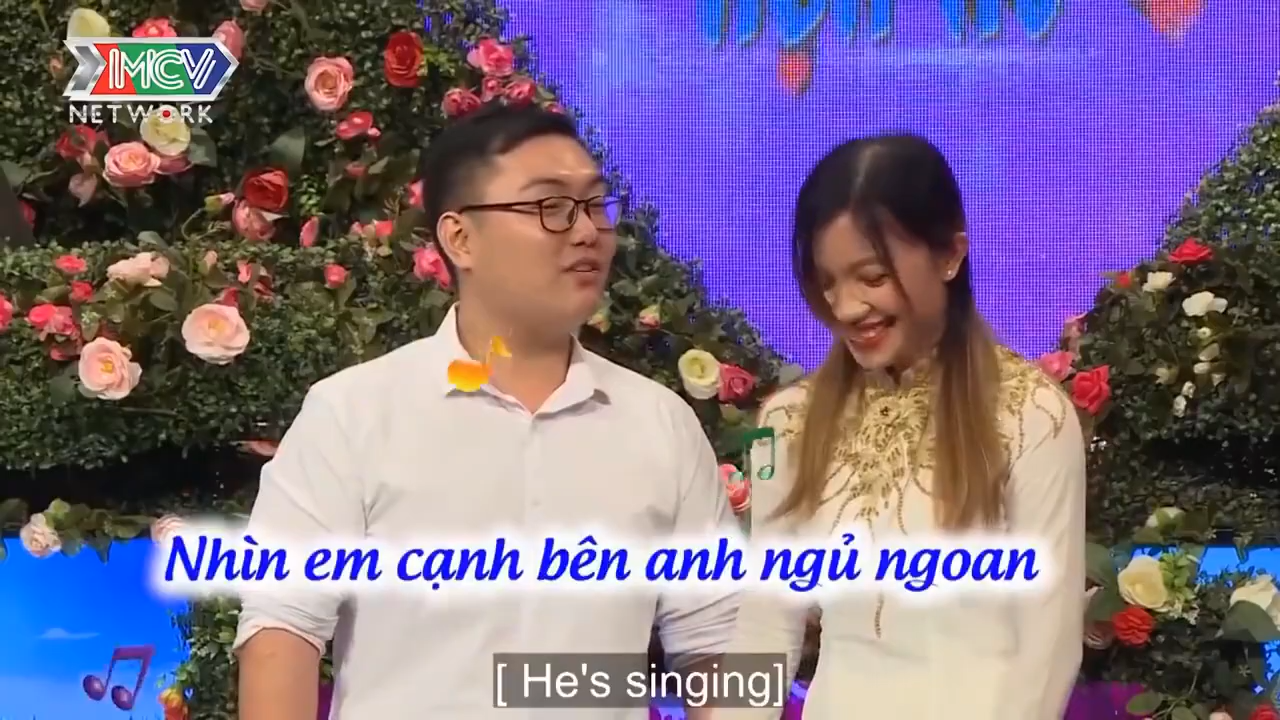 MCV
NETWORK
Nhìn em cạnh bên anh ngủ ngoan
[ He's singing]